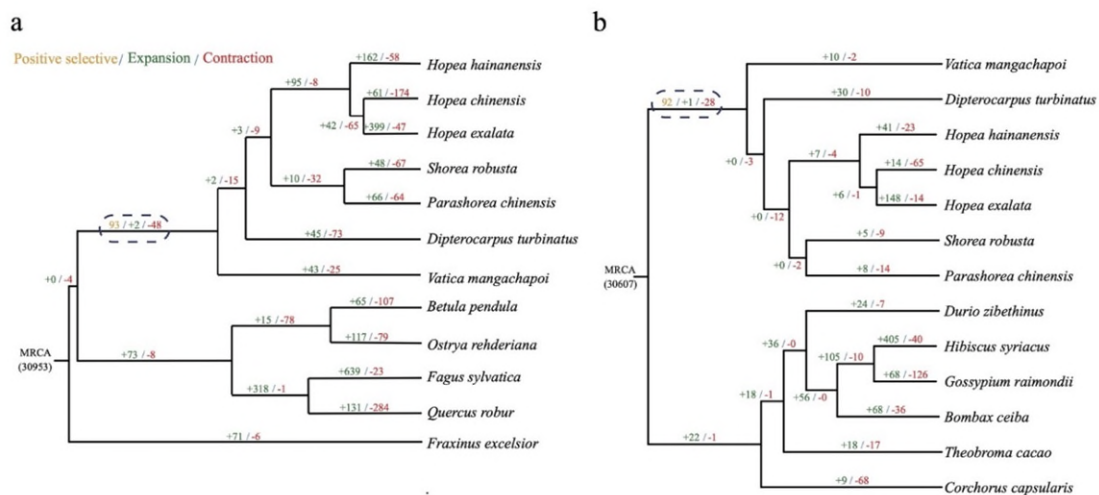 a
Positive selective/ Expansion / Contraction
+162 / -58
Hopea hainanensis
+95 / -8
+61 / -174
Hopea chinensis
+42 / -65
+399 / -47
Hopea exalata
+3 / -9
+48 / -67
Shorea robusta
+10 / -32
+66 / -64
Parashorea chinensis
+2 / -15
+45 / -73
Dipterocarpus turbinatus
93 / +2 / -48
+43 / -25
Vatica mangachapoi
+0 / -4
+65 / -107
Betula pendula
+15 / -78
+117 / -79
Ostrya rehderiana
MRCA
(30953)
+73 / -8
+639 / -23
Fagus sylvatica
+318 / -1
+131 / -284
Quercus robur
+71 / -6
Fraxinus excelsior
b
+10 / -2
Vatica mangachapoi
92 / +1 / -28
+30 / -10
Dipterocarpus turbinatus
+0 / -3
+41 / -23
Hopea hainanensis
+7 / -4
+14 / -65
Hopea chinensis
+6 / -1
+148 / -14
Hopea exalata
+0 / -12
+5 / -9
Shorea robusta
+0 / -2
+8 / -14
Parashorea chinensis
MRCA
(30607)
+24 / -7
Durio zibethinus
+36 / -0
+405 / -40
Hibiscus syriacus
+105 / -10
+68 / -126
Gossypium raimondii
+56 / -0
+68 / -36
Bombax ceiba
+18 / -1
+18 / -17
Theobroma cacao
+22 / -1
+9 / -68
Corchorus capsularis